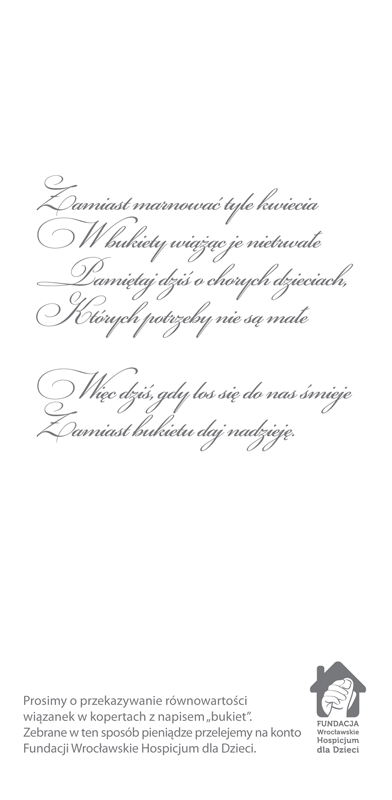 Zamiast marnować tyle kwiecia
W bukiety wiążąc je nietrwałe
Pamiętaj dziś o chorych dzieciach,
Których potrzeby nie są małe
Więc dziś, gdy los się do nas śmieje
Zamiast bukietu daj nadzieję.
Prosimy o przekazywanie równowartości
wiązanek w kopertach z napisem „bukiet”.
Zebrane w ten sposób pieniądze przelejemy na konto
Fundacji Wrocławskie Hospicjum dla Dzieci.
FUNDACJA
Wrocławskie
Hospicjum
dla Dzieci